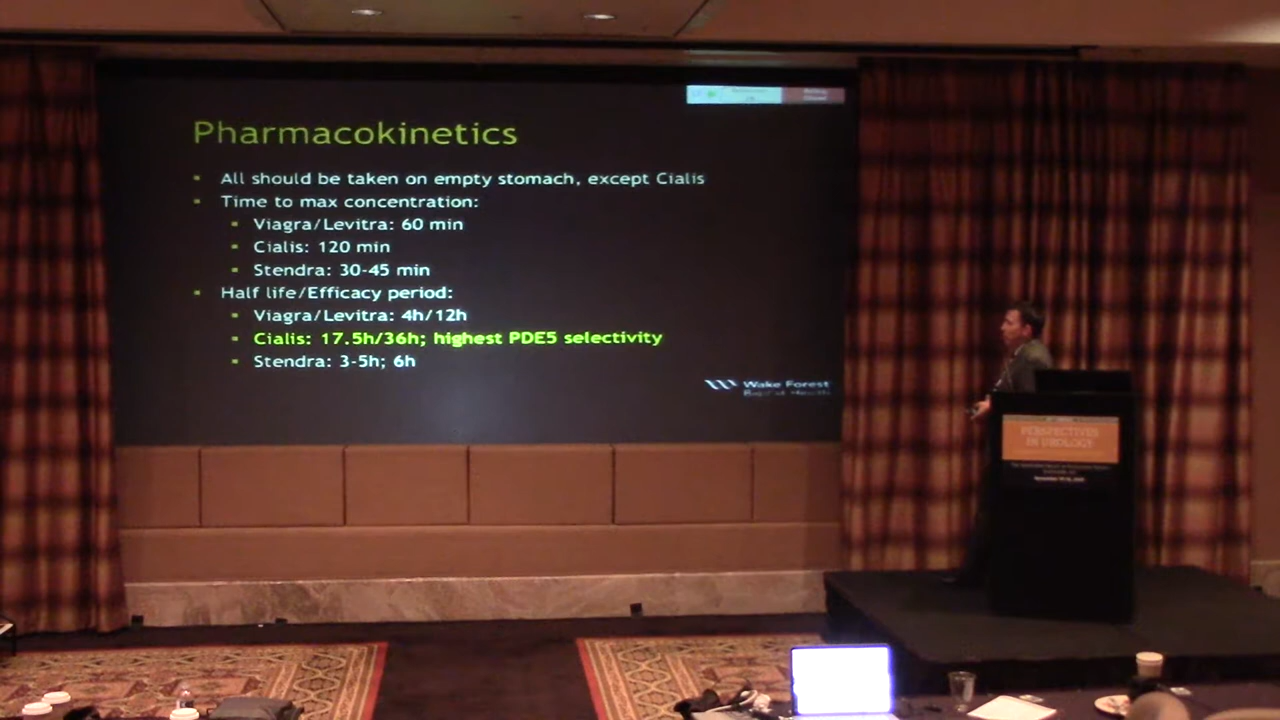 Pharmacokinetics
All should be taken on empty stomach, except Cialis
Time to max concentration:
Viagra/Levitra: 60 min
Cialis: 120 min
Stendra: 30-45 min
Half life/Efficacy period:
Viagra/Levitra: 4h/12h
Cialis: 17.5h/36h; highest PDE5 selectivity
Stendra: 3-5h; 6h
Wake Forest
Baptist Health
PERSPECTIVES
IN UROLOGY